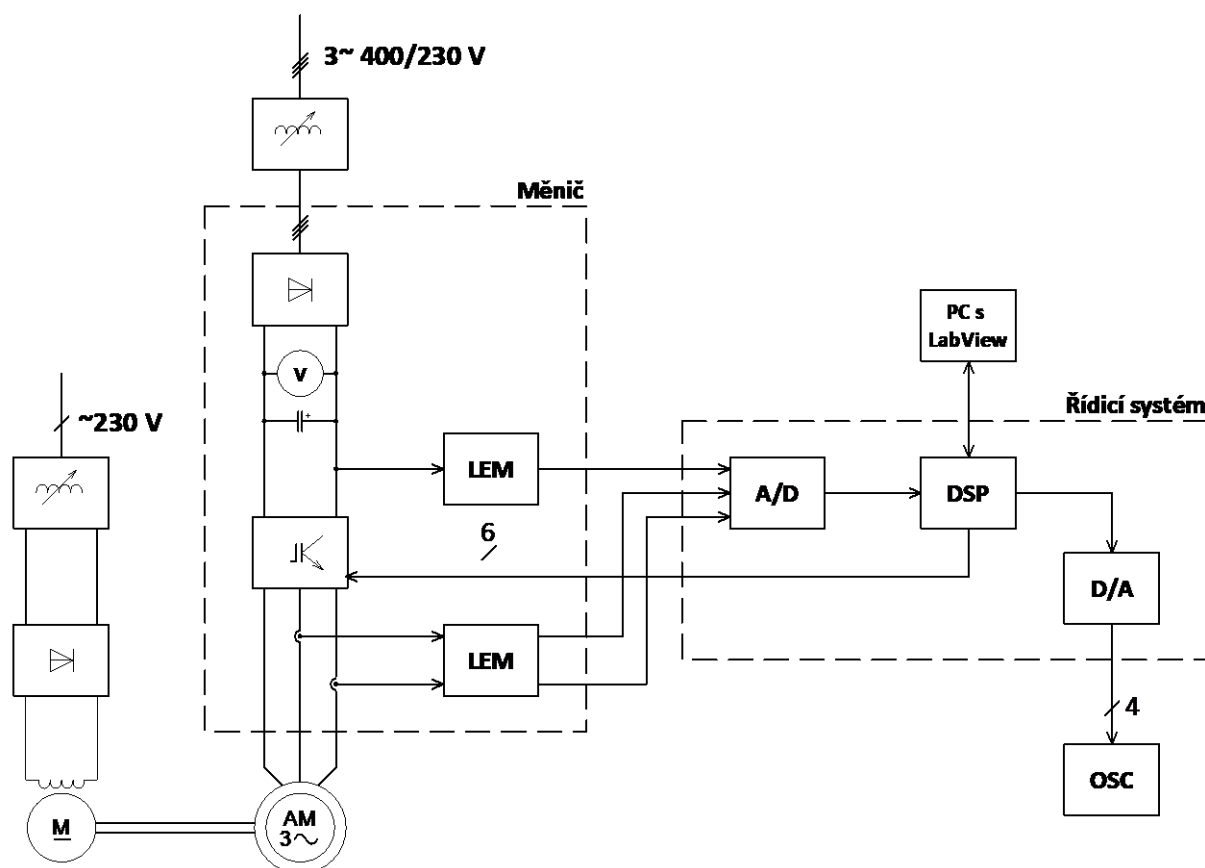 3~ 400/230 V
Měnič
V
PC s
LabView
~230 V
Řídicí systém
LEM
A/D
DSP
6
D/A
LEM
4
OSC
M
AM
3~